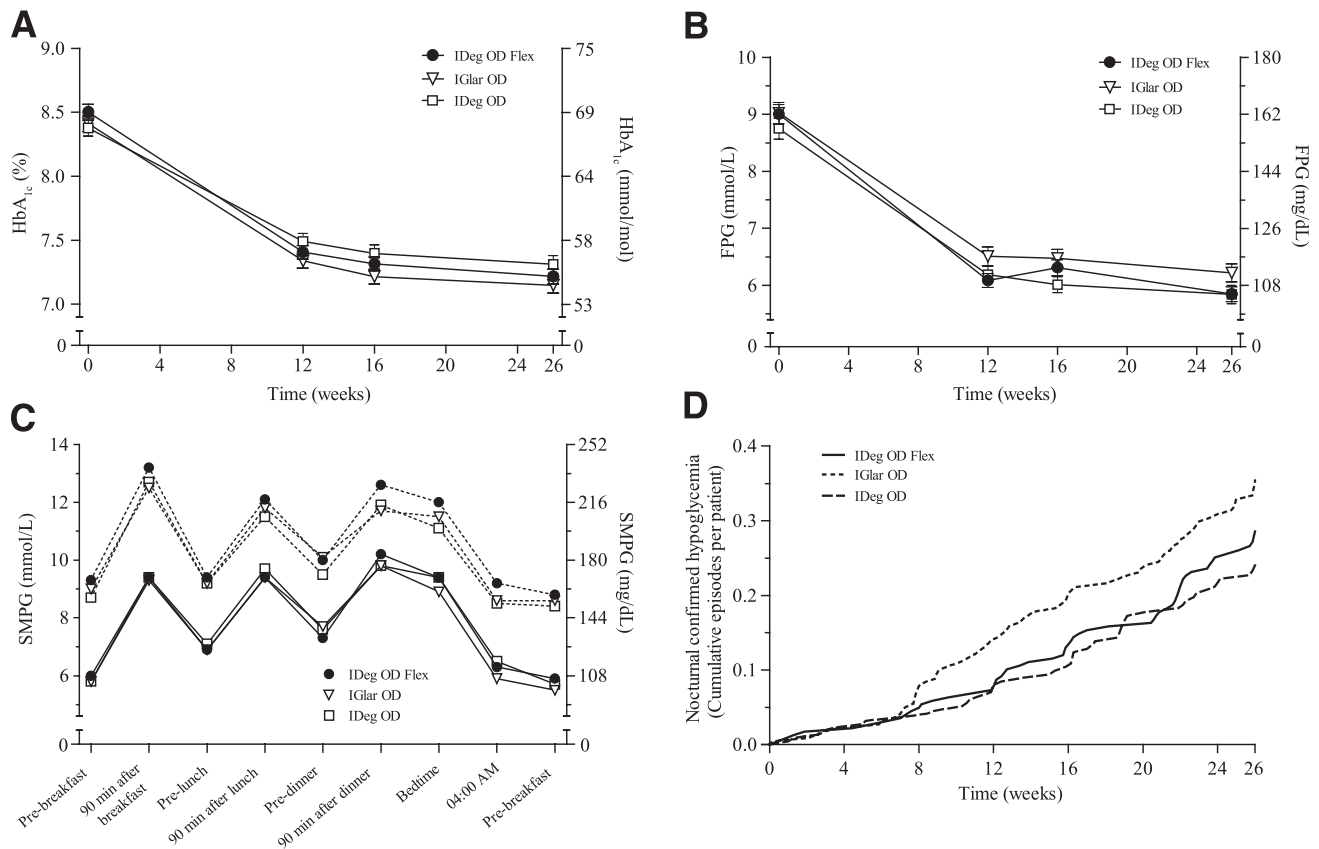 A
9.0
8.5
8.0
7.5
7.0
0
HbA1c (%)
75
69
64
58
53
0
HbA1c (mmol/mol)
IDeg OD Flex
IGlar OD
IDeg OD
0 4 8 12 16 20 24 26
Time (weeks)
B
10
9
8
7
6
0
FPG (mmol/L)
180
162
144
126
108
0
FPG (mg/dL)
IDeg OD Flex
IGlar OD
IDeg OD
0 4 8 12 16 20 24 26
Time (weeks)
C
14
12
10
8
6
0
SMPG (mmol/L)
252
216
180
144
108
0
SMPG (mg/dL)
IDeg OD Flex
IGlar OD
IDeg OD
Pre-breakfast
90 min after
breakfast
Pre-lunch
90 min after lunch
Pre-dinner
90 min after dinner
Bedtime
04:00 AM
Pre-breakfast
D
0.4
0.3
0.2
0.1
0.0
Nocturnal confirmed hypoglycemia
(Cumulative episodes per patient)
IDeg OD Flex
IGlar OD
IDeg OD
0 4 8 12 16 20 24 26
Time (weeks)